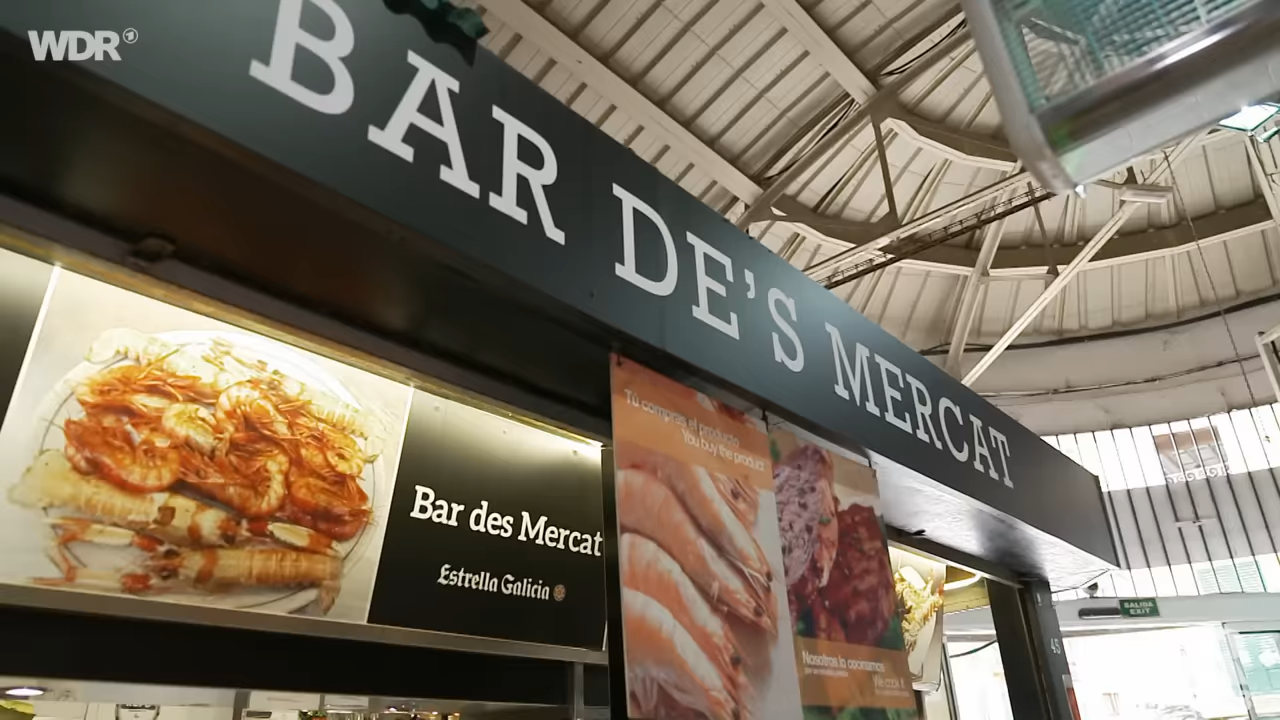 WDR
BAR DE'S MERCAT
Bar des Mercat
Estrella Galicia
Tú compras el producto
You buy the product
Nosotros lo cocinamos
We cook it
SALIDA
EXIT
45